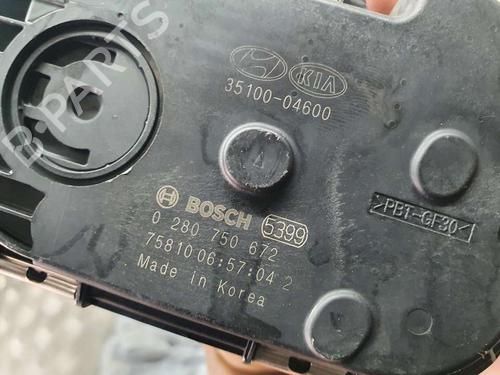 B-PARTS
KIA
35100-04600
BOSCH 5399
0 280 750 672
75810 06:57:04 2
Made in Korea
>PBT-GF30<